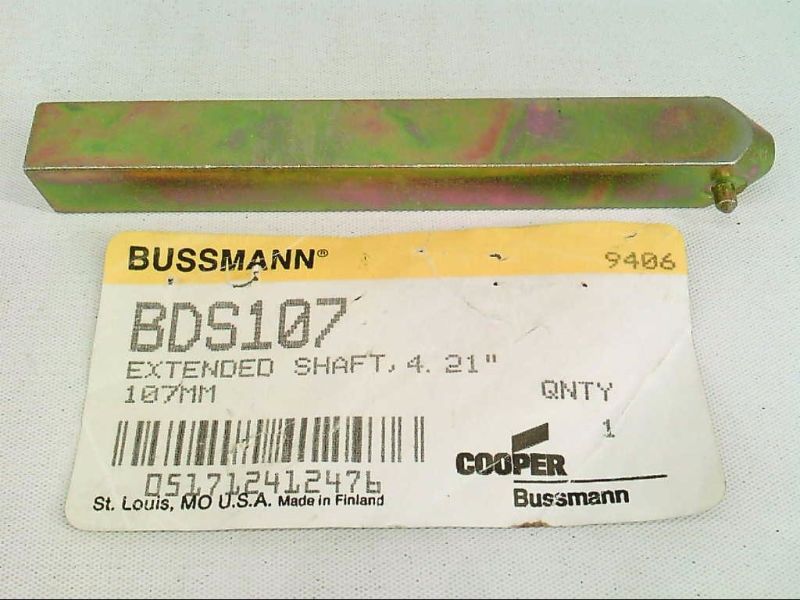 BUSSMANN® 9406
BDS107
EXTENDED SHAFT, 4.21"
107MM
QNTY
1
051712412476
COOPER
Bussmann
St. Louis, MO U.S.A. Made in Finland